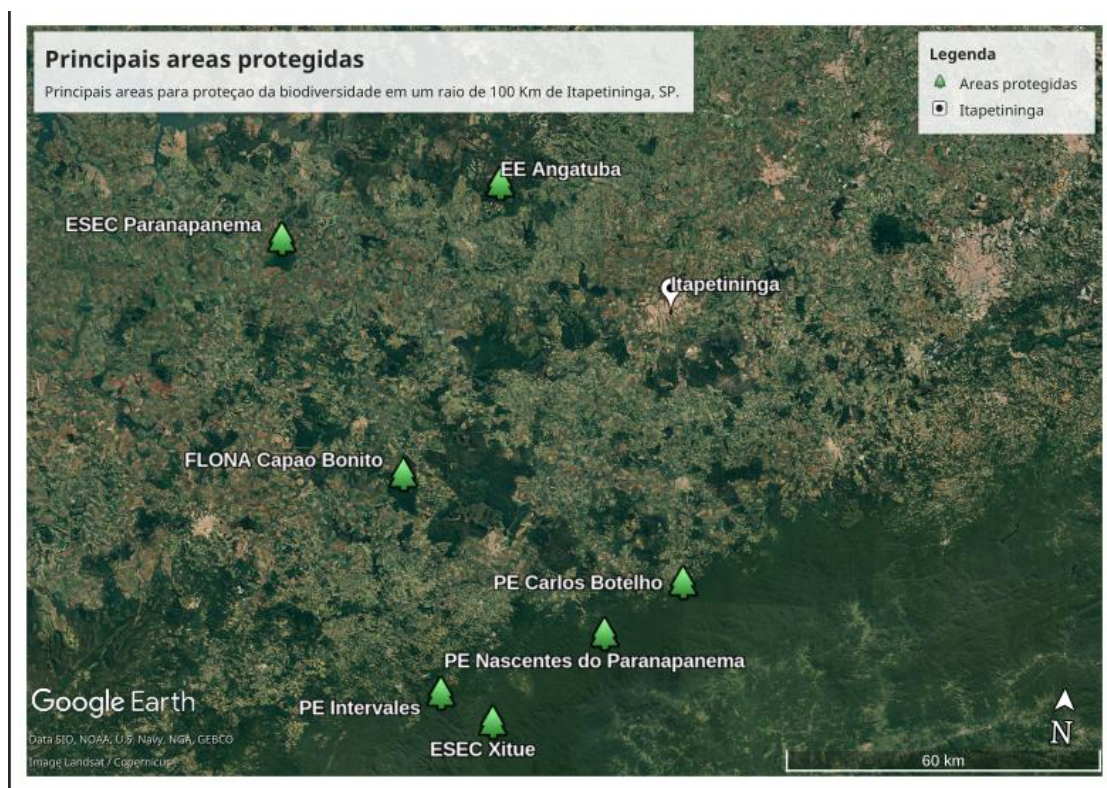 Principais areas protegidas
Principais areas para proteçao da biodiversidade em um raio de 100 Km de Itapetininga, SP.
Legenda
Areas protegidas
Itapetininga
EE Angatuba
ESEC Paranapanema
Itapetininga
FLONA Capao Bonito
PE Carlos Botelho
PE Nascentes do Paranapanema
PE Intervales
ESEC Xitue
Google Earth
Data SIO, NOAA, U.S. Navy, NGA, GEBCO
Image Landsat / Copernicus
N
60 km